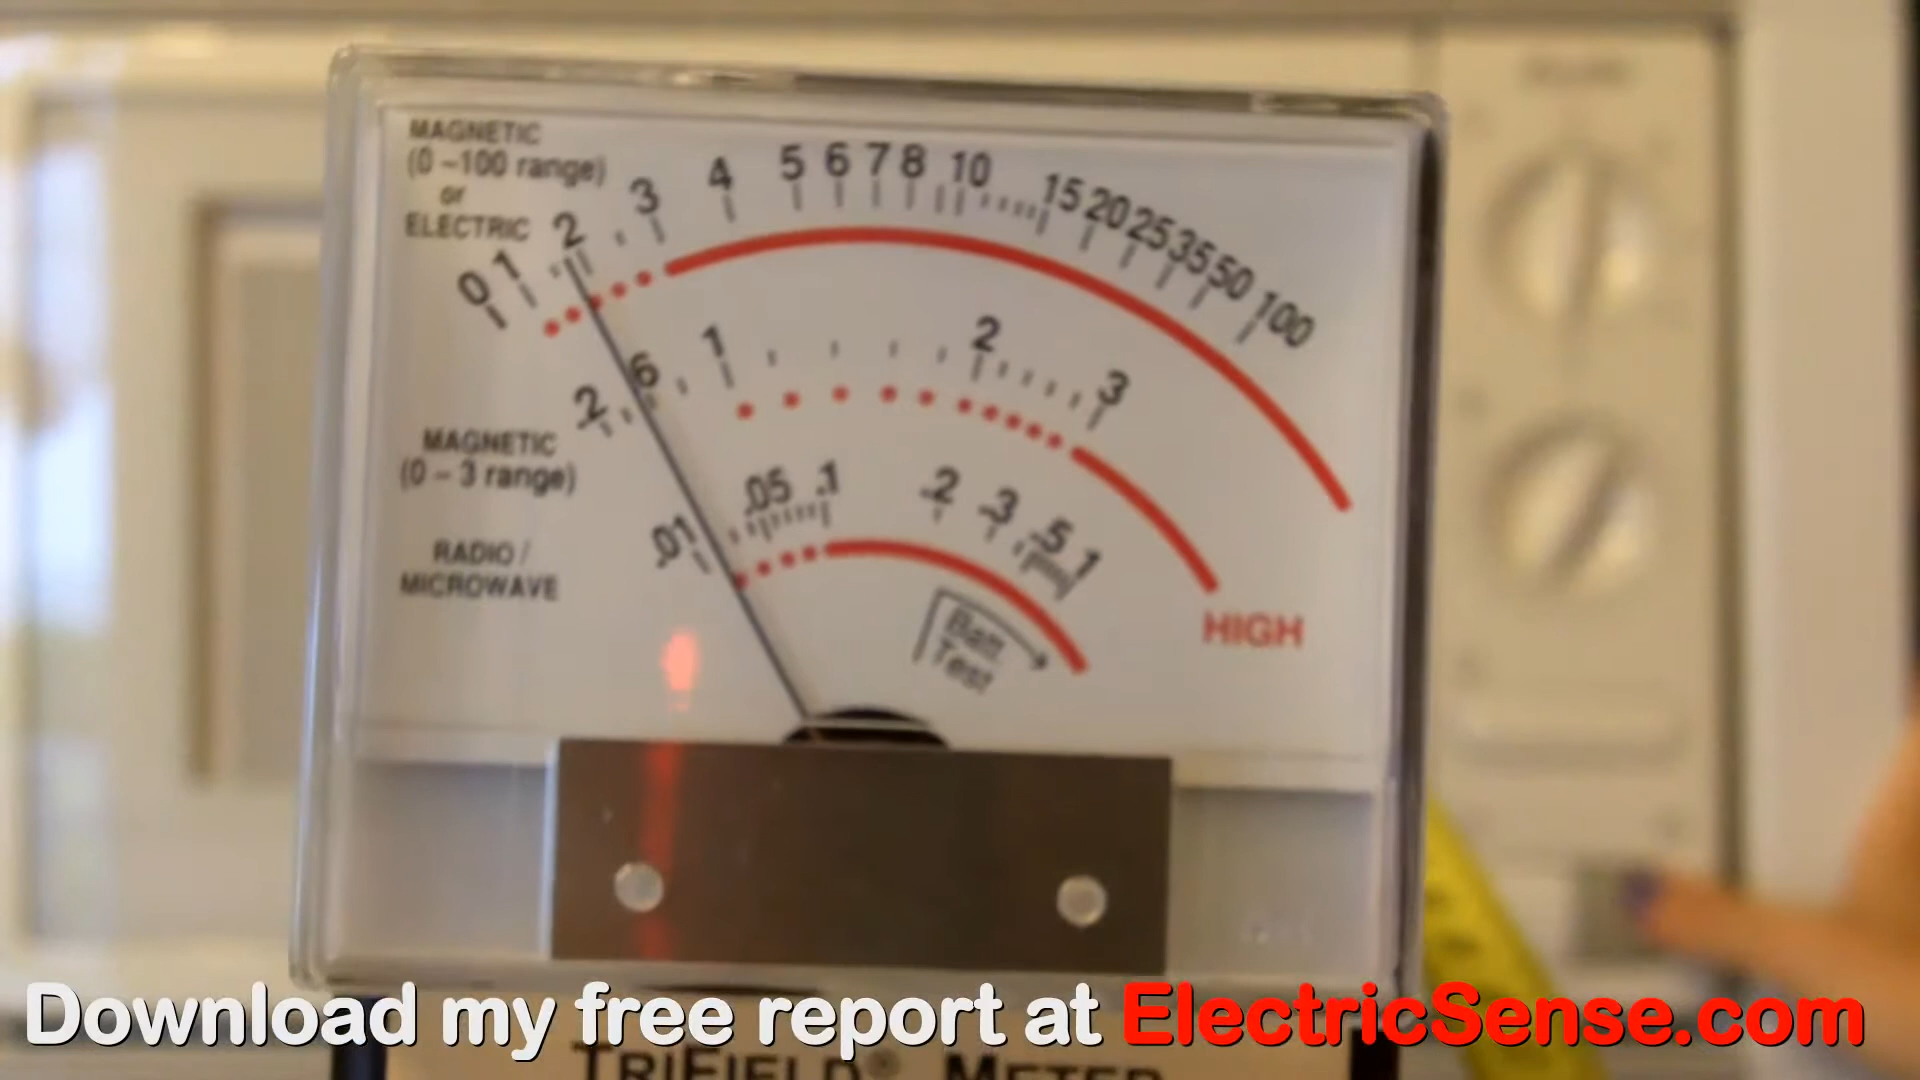 MAGNETIC
(0 –100 range)
or
ELECTRIC
0 1 2 3 4 5 6 7 8 10 15 20 25 35 50 100
MAGNETIC
(0 – 3 range)
.2 .6 1 2 3
RADIO /
MICROWAVE
.01 .05 .1 .2 .3 .5 1
HIGH
Batt
Test
Download my free report at ElectricSense.com
TRIFIELD® METER